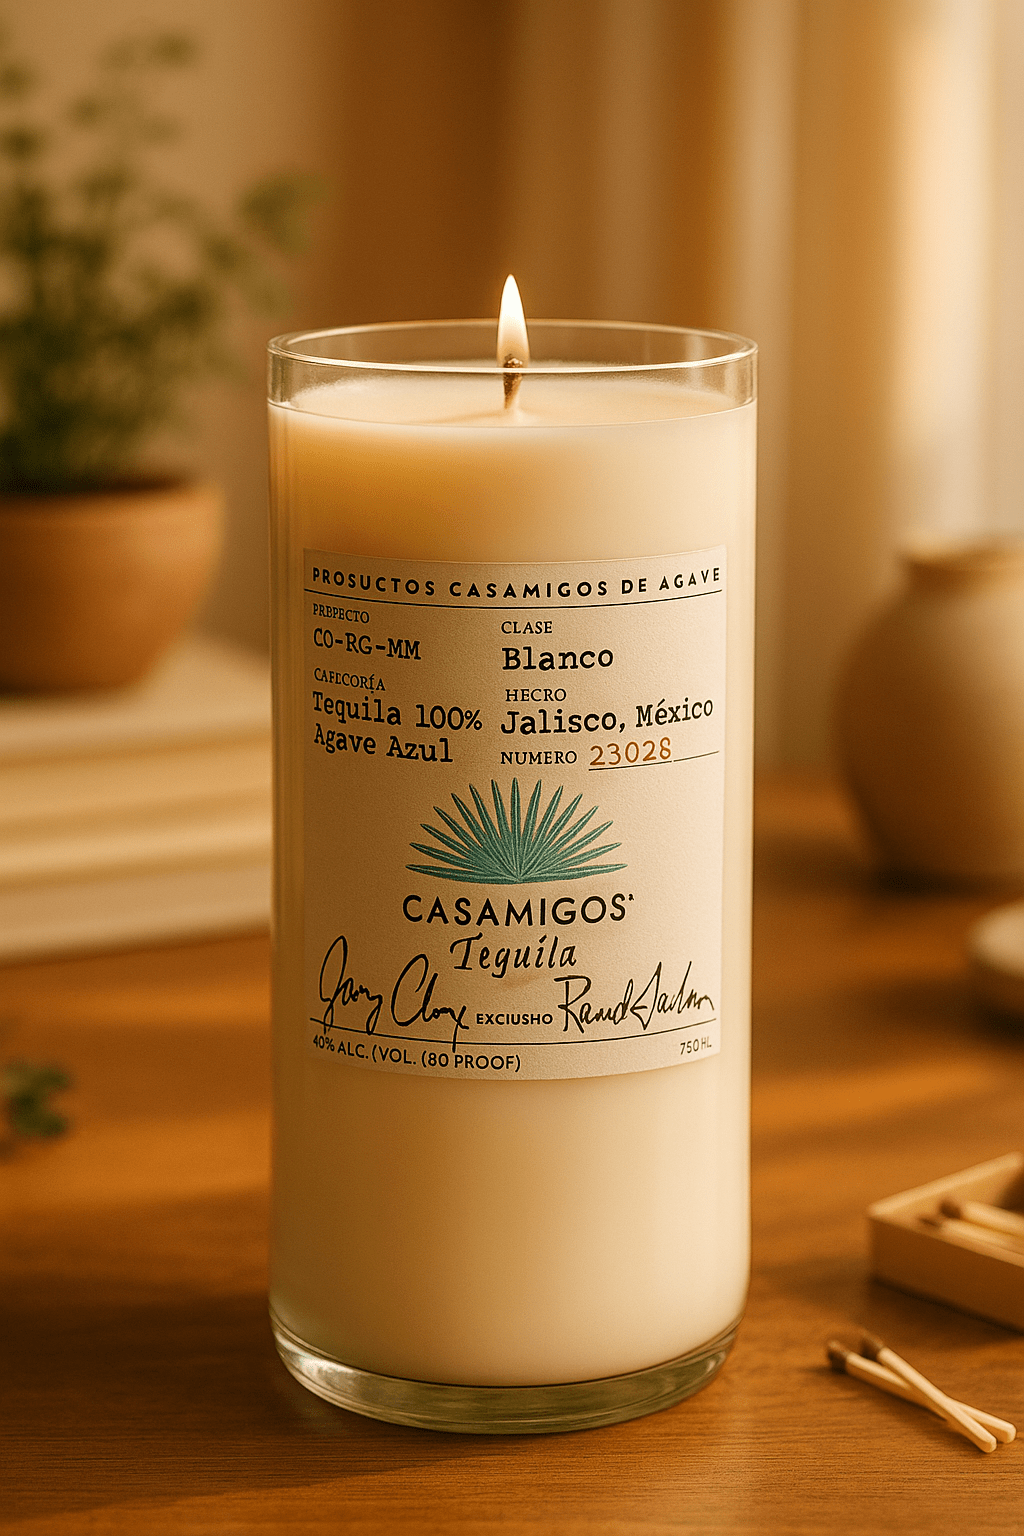 PROSUCTOS CASAMIGOS DE AGAVE
PRBPECTO
CO-RG-MM
CLASE
Blanco
CAFECORÍA
Tequila 100%
Agave Azul
HECRO
Jalisco, México
NUMERO 23028
CASAMIGOS
Tequila
EXCIUSHO
40% ALC. (VOL. (80 PROOF)
750 HL